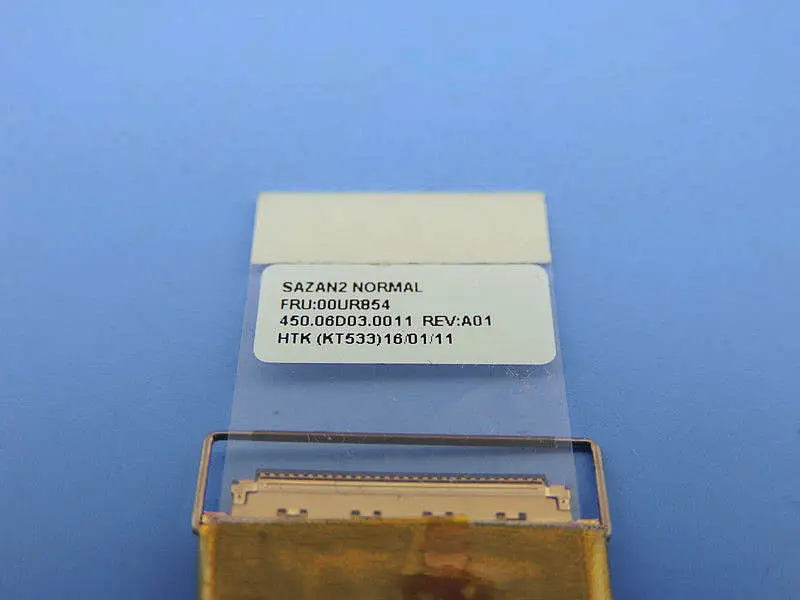 SAZAN2 NORMAL
FRU:00UR854
450.06D03.0011 REV:A01
HTK (KT533)16/01/11